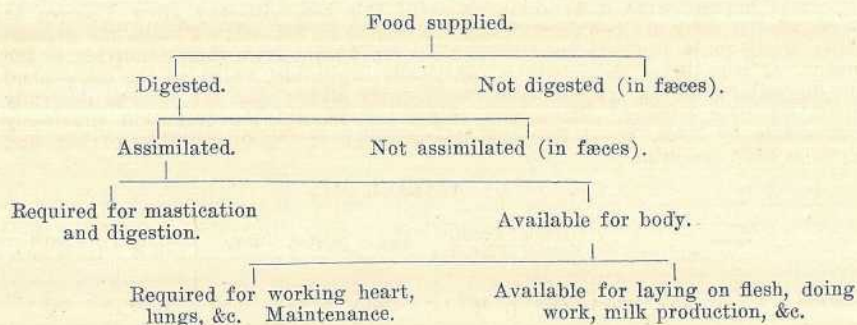 Food supplied.
Digested. Not digested (in fæces).
Assimilated. Not assimilated (in fæces).
Required for mastication
and digestion.
Available for body.
Required for working heart,
lungs, &c. Maintenance.
Available for laying on flesh, doing
work, milk production, &c.